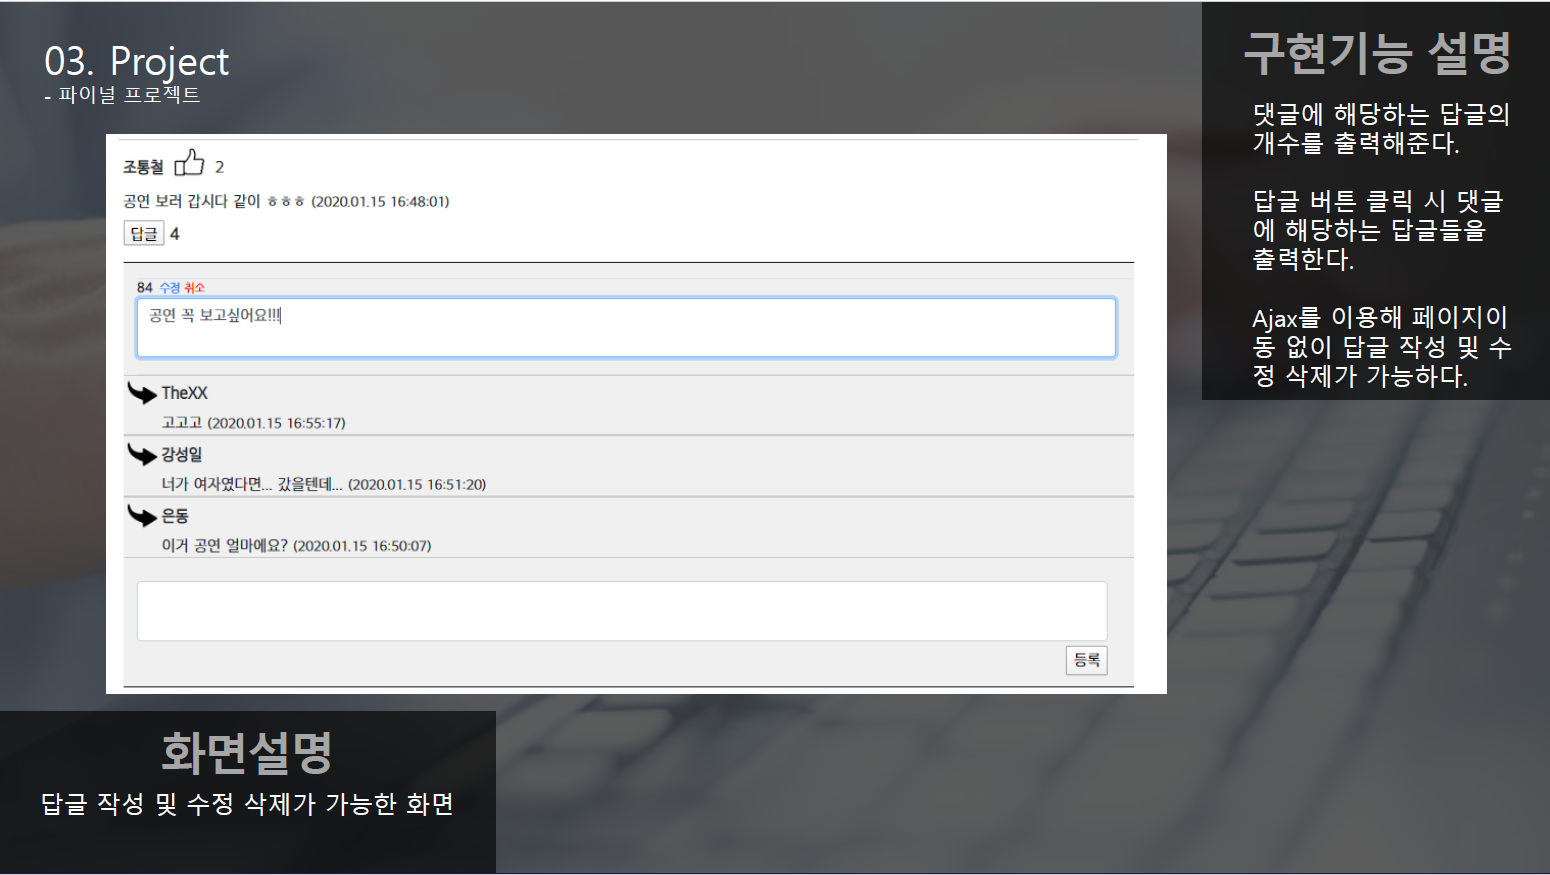 03. Project
- 파이널 프로젝트
구현기능 설명
댓글에 해당하는 답글의
개수를 출력해준다.
답글 버튼 클릭 시 댓글
에 해당하는 답글들을
출력한다.
Ajax를 이용해 페이지이
동 없이 답글 작성 및 수
정 삭제가 가능하다.
조통철 2
공연 보러 갑시다 같이 ㅎㅎㅎ (2020.01.15 16:48:01)
답글 4
84 수정 취소
공연 꼭 보고싶어요!!!
TheXX
고고고 (2020.01.15 16:55:17)
강성일
너가 여자였다면... 갔을텐데... (2020.01.15 16:51:20)
은동
이거 공연 얼마에요? (2020.01.15 16:50:07)
등록
화면설명
답글 작성 및 수정 삭제가 가능한 화면